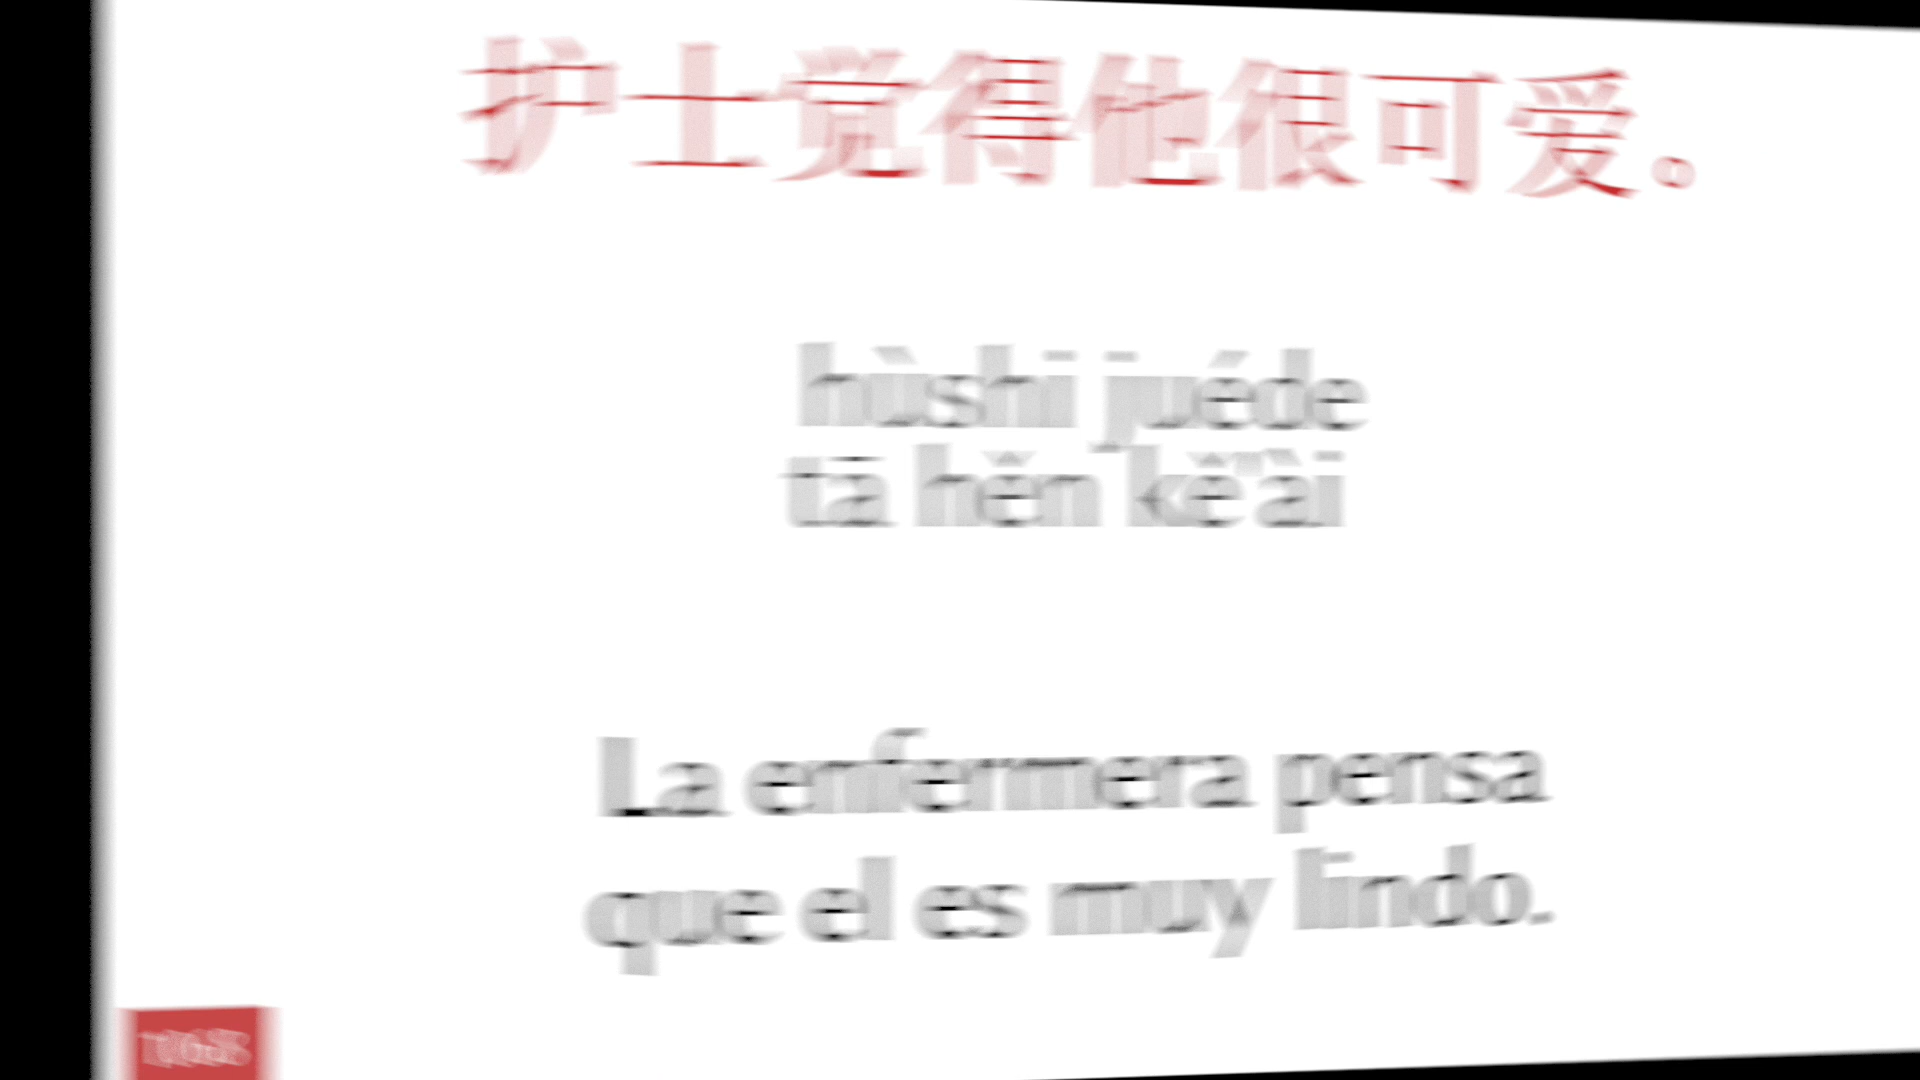 护士觉得他很可爱。
hùshi juéde
tā hěn kě'ài
La enfermera pensa
que el es muy lindo.